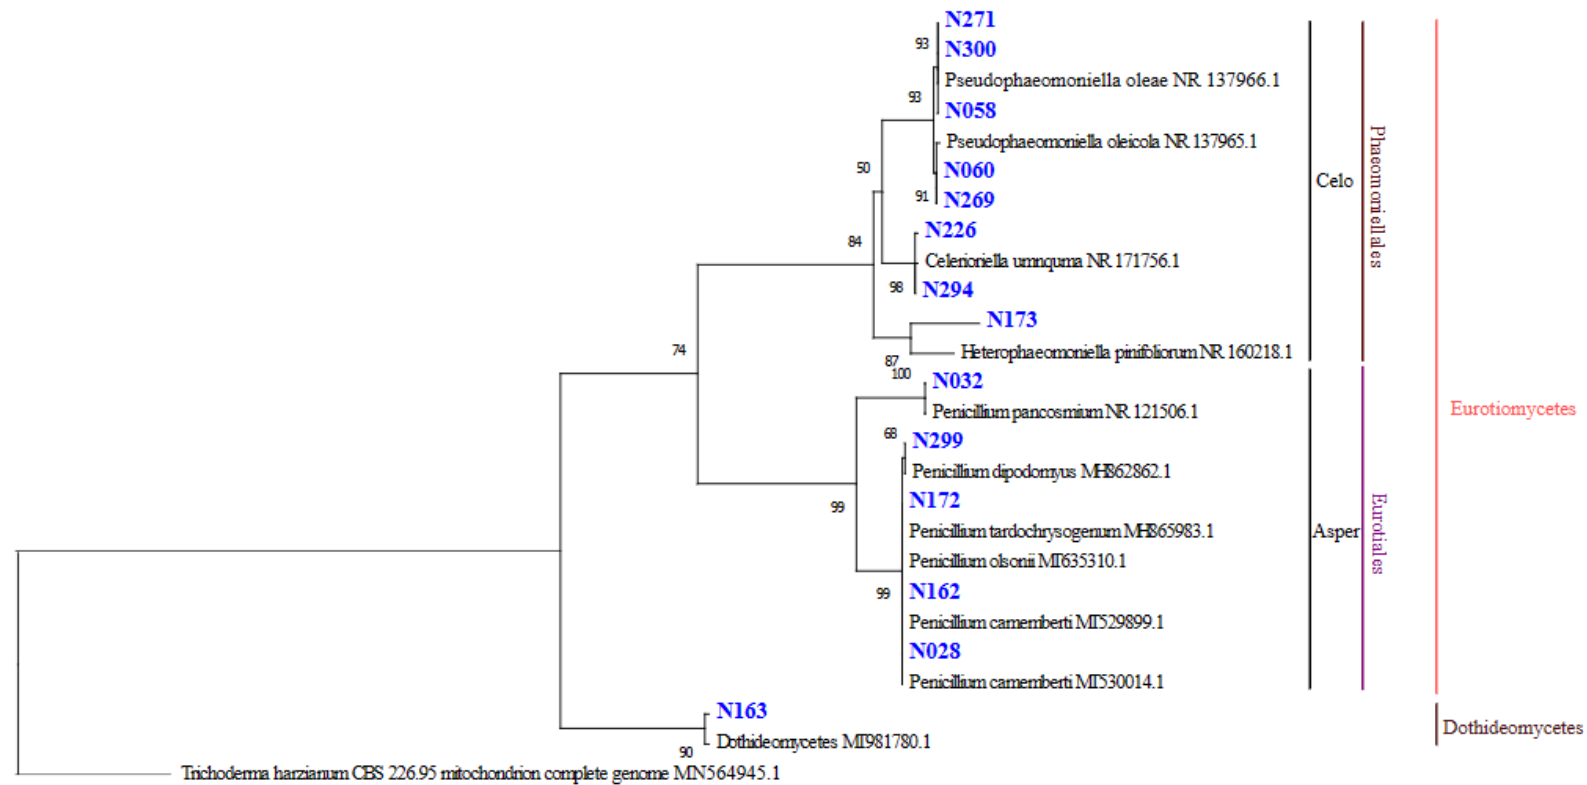 N271
93
N300
Pseudophaeomoniella oleae NR 137966.1
93
N058
Pseudophaeomoniella oleicola NR 137965.1
50
N060
91
N269
Celo
Phaeomoniellales
N226
84
Celerioriella umnquma NR 171756.1
98
N294
N173
74
Heterophaeomoniella pinifoliorum NR 160218.1
87
100
N032
Penicillium pancosmium NR 121506.1
Eurotiomycetes
68
N299
Penicillium dipodomyus MH862862.1
99
N172
Penicillium tardochrysogenum MH865983.1
Asper
Eurotiales
Penicillium olsonii MT635310.1
99
N162
Penicillium camemberti MT529899.1
N028
Penicillium camemberti MT530014.1
N163
Dothideomycetes
90
Dothideomycetes MT981780.1
Trichoderma harzianum CBS 226.95 mitochondrion complete genome MN564945.1